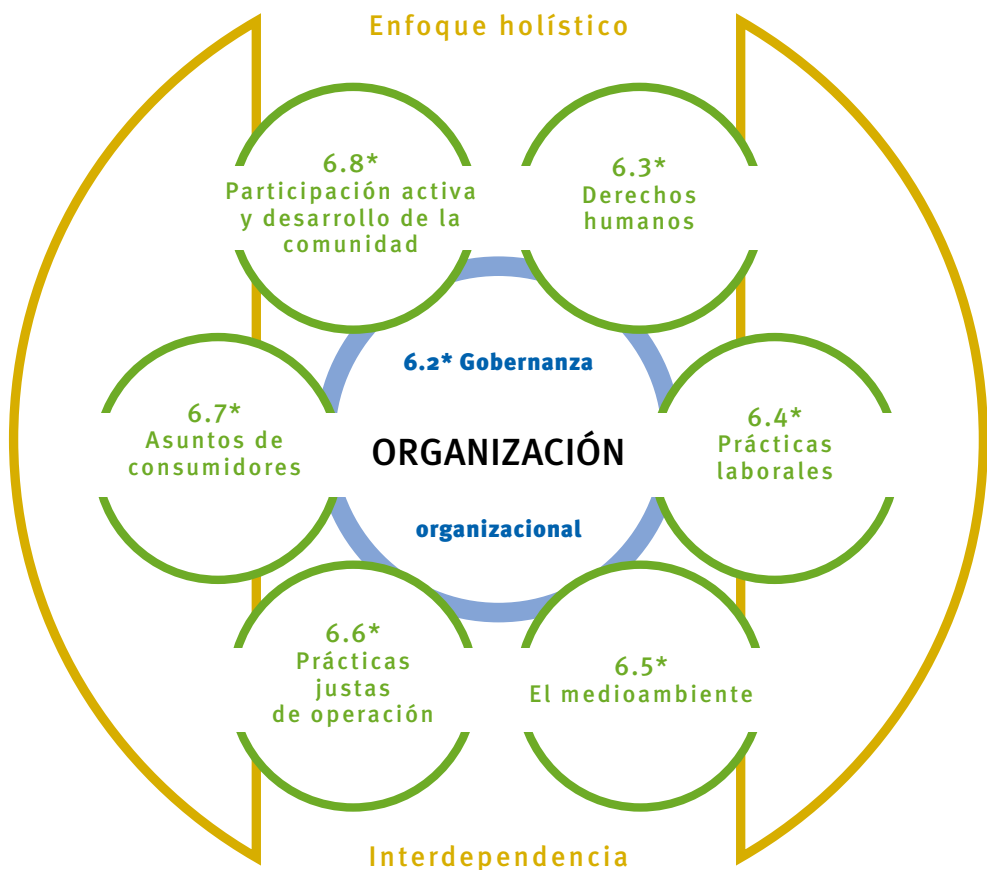 Enfoque holístico
6.8*
Participación activa
y desarrollo de la
comunidad
6.3*
Derechos
humanos
6.2* Gobernanza
6.7*
Asuntos de
consumidores
ORGANIZACIÓN
6.4*
Prácticas
laborales
organizacional
6.6*
Prácticas
justas
de operación
6.5*
El medioambiente
Interdependencia